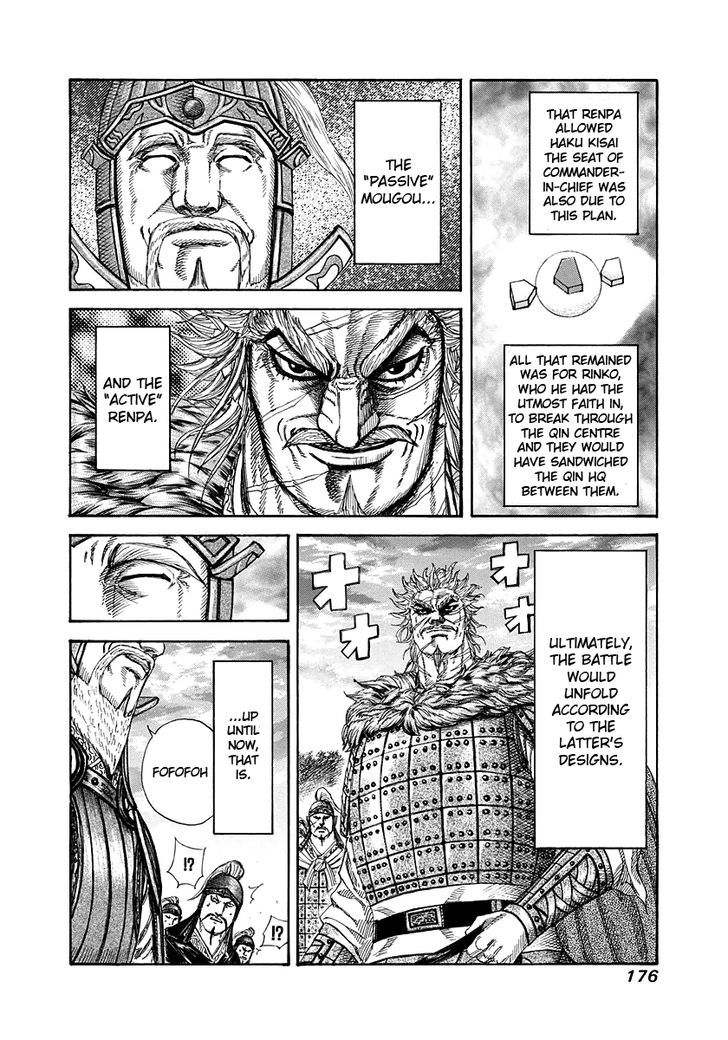 THAT RENPA
ALLOWED
HAKU KISAI
THE SEAT OF
COMMANDER-
IN-CHIEF WAS
ALSO DUE TO
THIS PLAN.
ALL THAT REMAINED
WAS FOR RINKO,
WHO HE HAD THE
UTMOST FAITH IN,
TO BREAK THROUGH
THE QIN CENTRE
AND THEY WOULD
HAVE SANDWICHED
THE QIN HQ
BETWEEN THEM.
THE
"PASSIVE"
MOUGOU...
AND THE
"ACTIVE"
RENPA.
ULTIMATELY,
THE BATTLE
WOULD
UNFOLD
ACCORDING
TO THE
LATTER'S
DESIGNS.
オオオ
...UP
UNTIL
NOW,
THAT
IS.
FOFOFOH
!?
!?
176